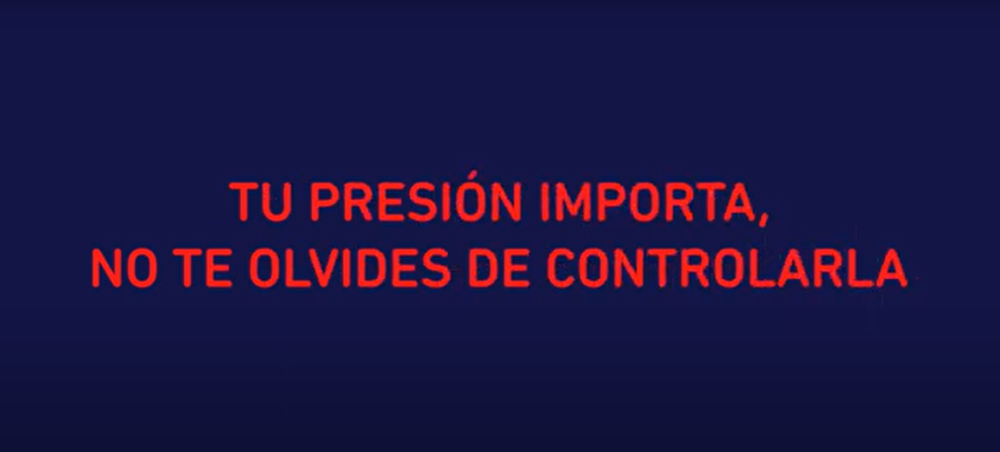 TU PRESIÓN IMPORTA,
NO TE OLVIDES DE CONTROLARLA